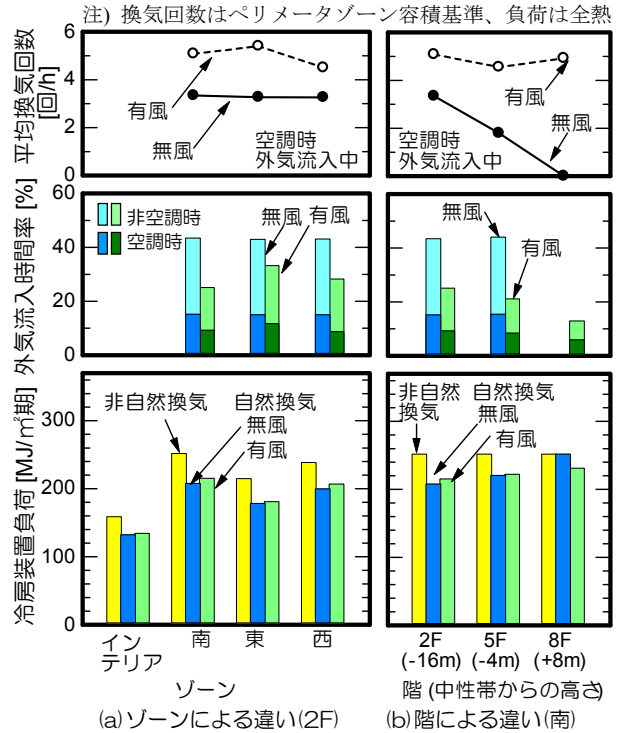 注) 換気回数はペリメータゾーン容積基準、負荷は全熱
平均換気回数
[回/h]
6
4
2
0
有風
無風
空調時
外気流入中
有風
無風
空調時
外気流入中
外気流入時間率 [%]
60
40
20
0
非空調時
空調時
無風
有風
無風
有風
冷房装置負荷 [MJ/㎡期]
300
200
100
0
非自然換気
自然換気
無風
有風
非自然
換気
自然換気
無風
有風
イン
テリア
南
東
西
ゾーン
2F
(-16m)
5F
(-4m)
8F
(+8m)
階 (中性帯からの高さ)
(a)ゾーンによる違い(2F)
(b)階による違い(南)